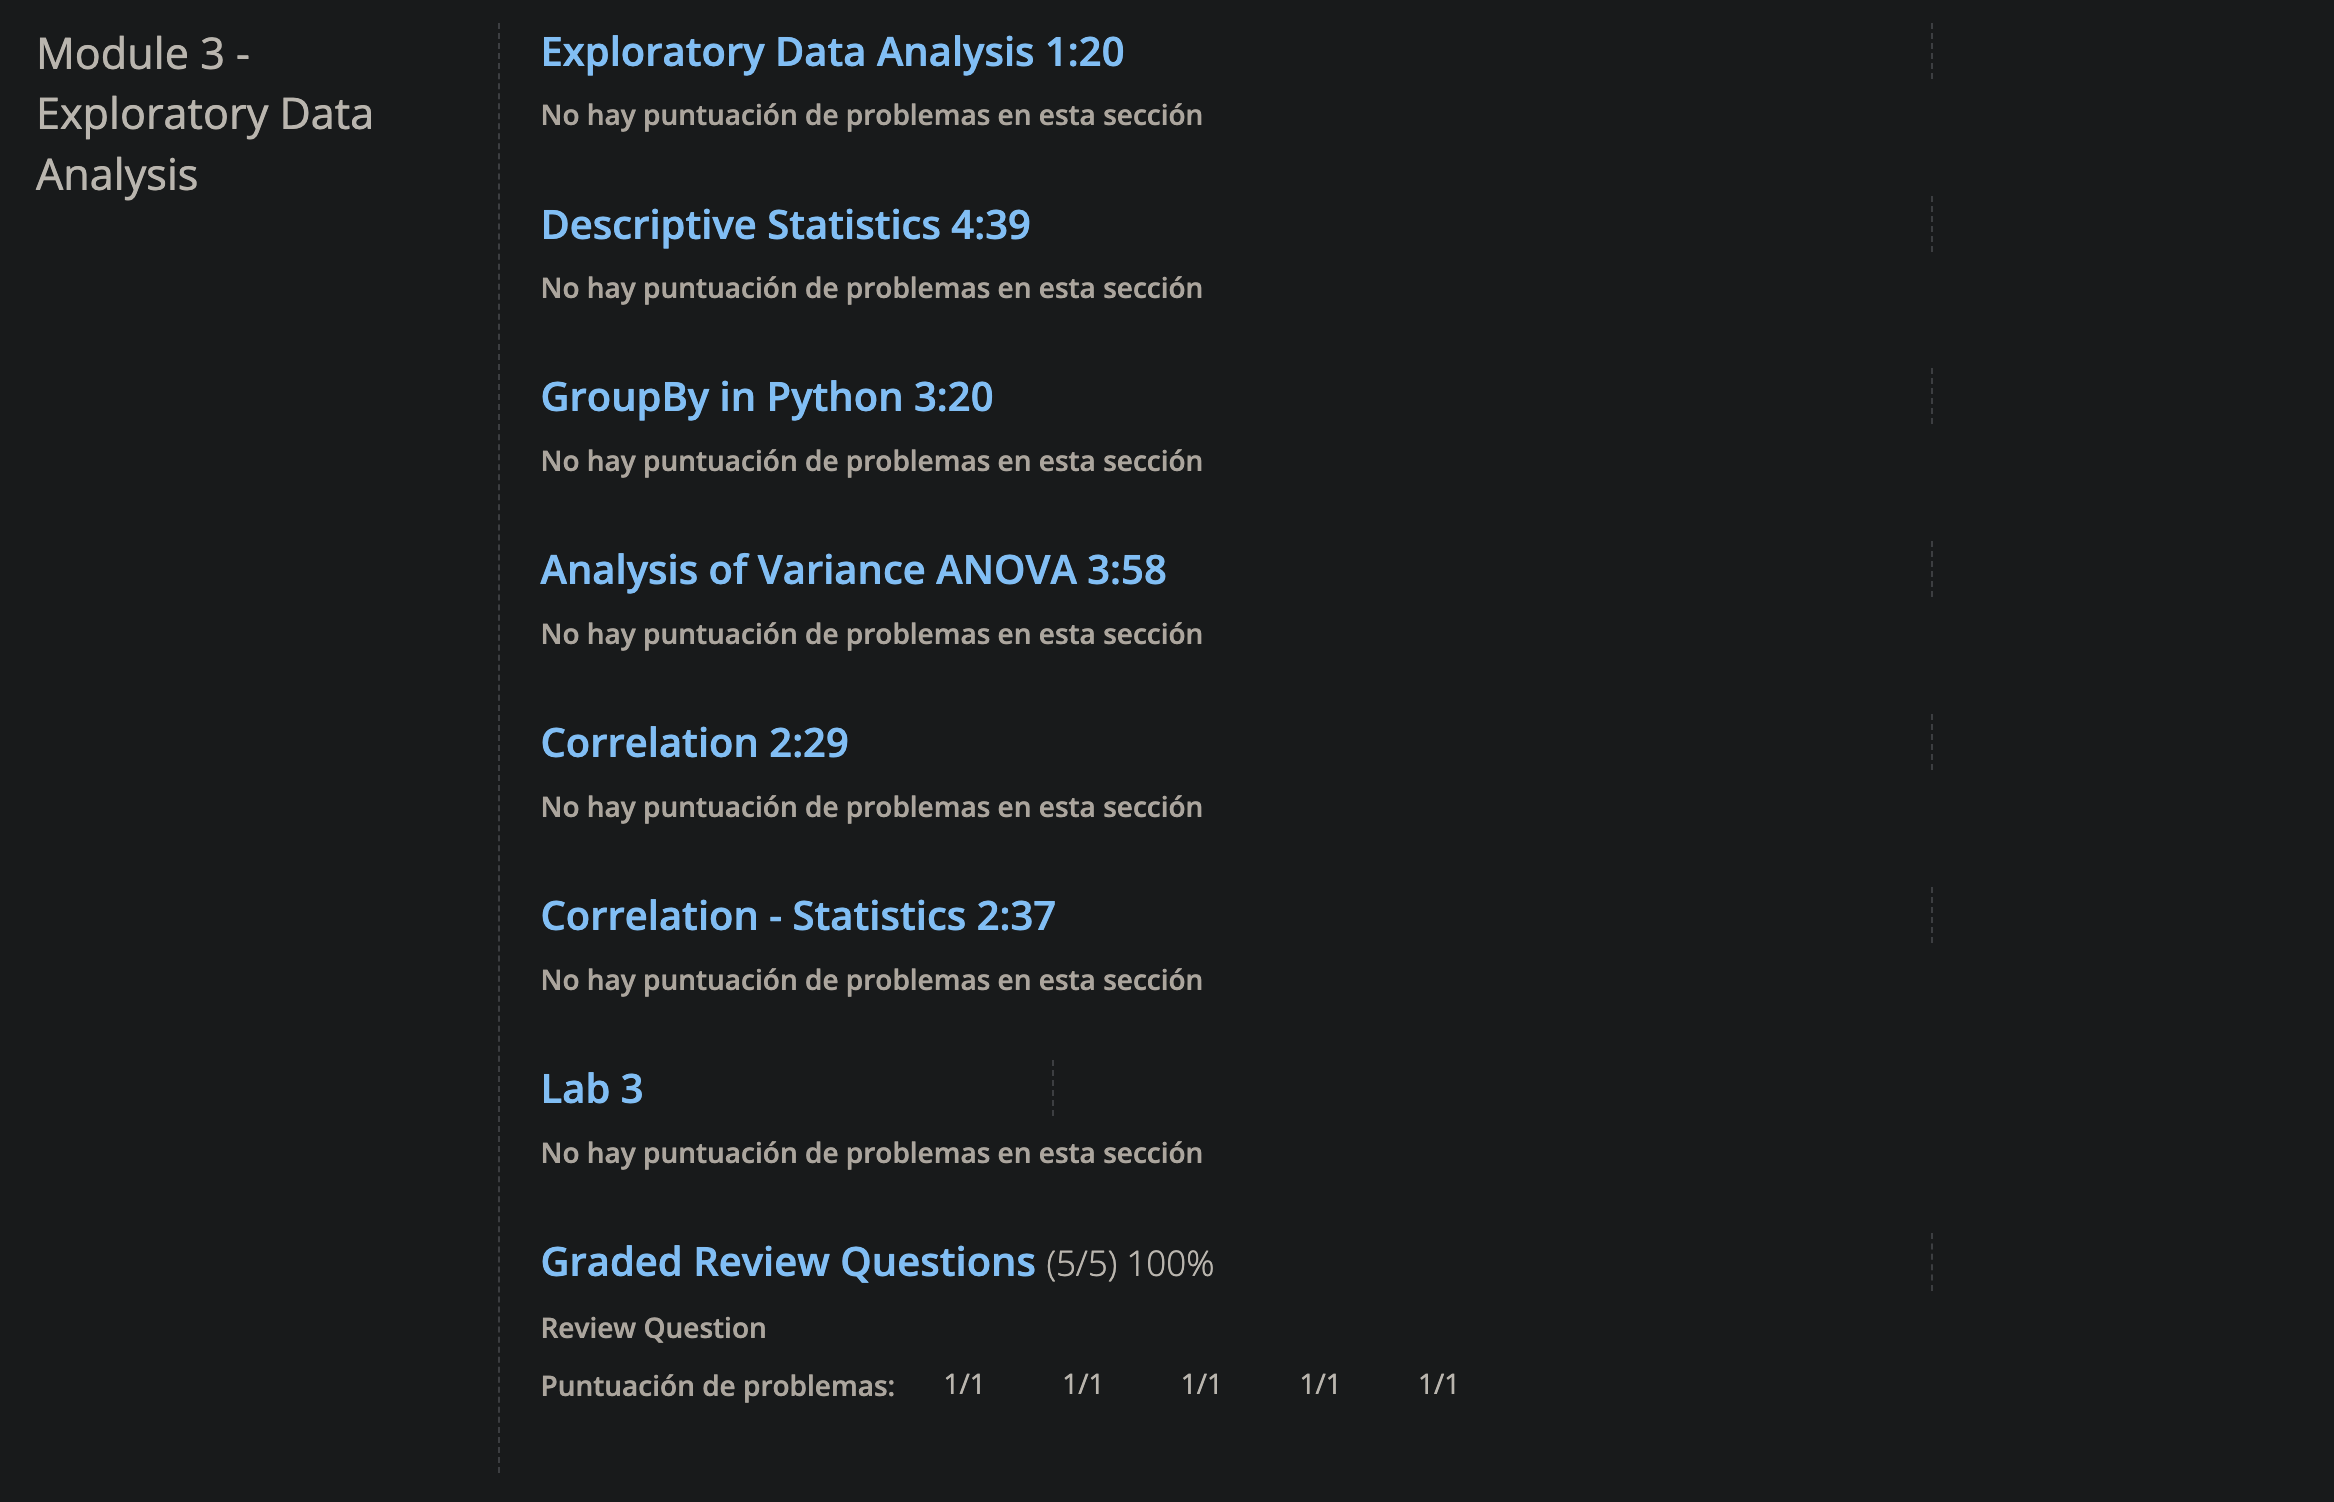 Module 3 -
Exploratory Data
Analysis
Exploratory Data Analysis 1:20
No hay puntuación de problemas en esta sección
Descriptive Statistics 4:39
No hay puntuación de problemas en esta sección
GroupBy in Python 3:20
No hay puntuación de problemas en esta sección
Analysis of Variance ANOVA 3:58
No hay puntuación de problemas en esta sección
Correlation 2:29
No hay puntuación de problemas en esta sección
Correlation - Statistics 2:37
No hay puntuación de problemas en esta sección
Lab 3
No hay puntuación de problemas en esta sección
Graded Review Questions (5/5) 100%
Review Question
Puntuación de problemas: 1/1 1/1 1/1 1/1 1/1